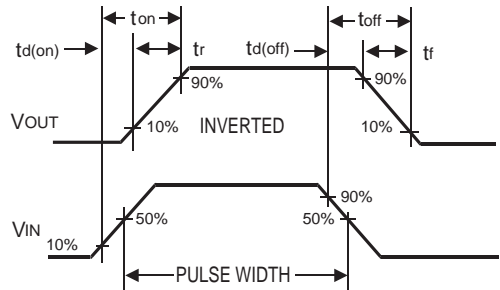 ton toff
td(on) tr td(off) tf
90% 90%
VOUT 10% INVERTED 10%
90%
VIN 50% 50%
10%
PULSE WIDTH